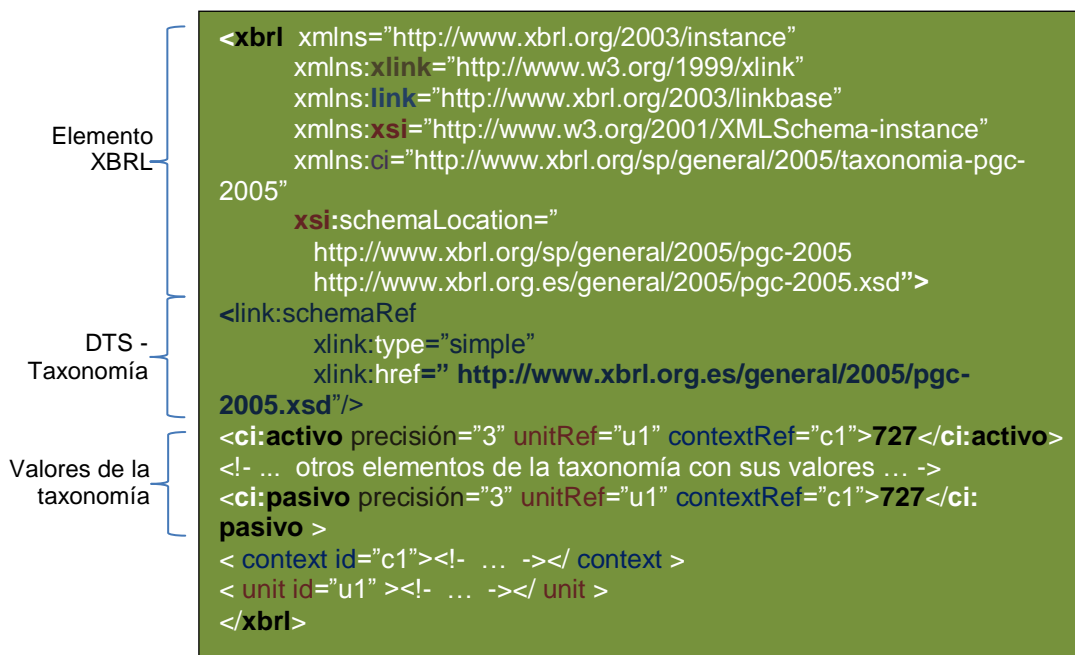 <xbrl xmlns=”http://www.xbrl.org/2003/instance”
xmlns:xlink=”http://www.w3.org/1999/xlink”
xmlns:link=”http://www.xbrl.org/2003/linkbase”
xmlns:xsi=”http://www.w3.org/2001/XMLSchema-instance”
xmlns:ci=”http://www.xbrl.org/sp/general/2005/taxonomia-pgc-
2005”
xsi:schemaLocation=”
http://www.xbrl.org/sp/general/2005/pgc-2005
http://www.xbrl.org.es/general/2005/pgc-2005.xsd”>
Elemento
XBRL
<link:schemaRef
xlink:type=”simple”
xlink:href=” http://www.xbrl.org.es/general/2005/pgc-
2005.xsd”/>
DTS -
Taxonomía
<ci:activo precisión=”3” unitRef=”u1” contextRef=”c1”>727</ci:activo>
<!- ... otros elementos de la taxonomía con sus valores … ->
<ci:pasivo precisión=”3” unitRef=”u1” contextRef=”c1”>727</ci:
pasivo >
Valores de la
taxonomía
< context id=”c1”><!- … -></ context >
< unit id=”u1” ><!- … -></ unit >
</xbrl>